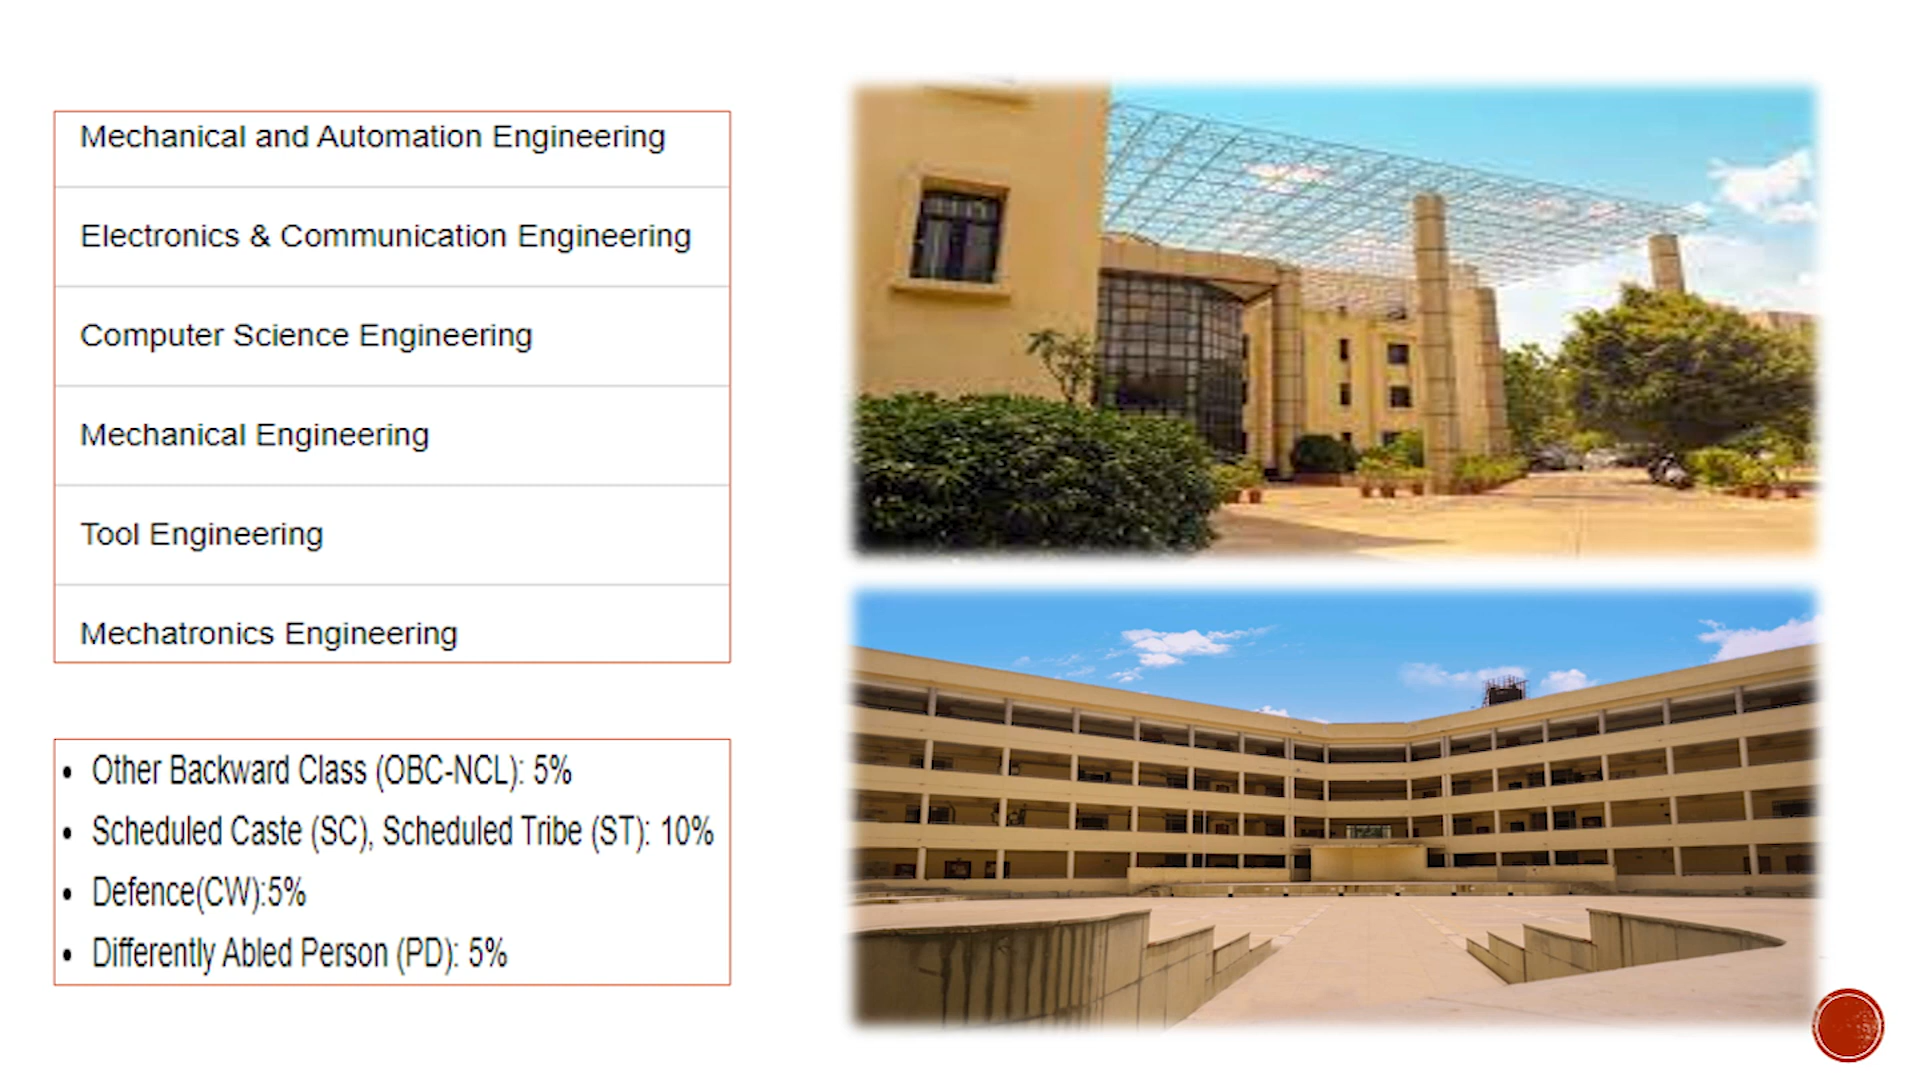 Mechanical and Automation Engineering
Electronics & Communication Engineering
Computer Science Engineering
Mechanical Engineering
Tool Engineering
Mechatronics Engineering
• Other Backward Class (OBC-NCL): 5%
• Scheduled Caste (SC), Scheduled Tribe (ST): 10%
• Defence(CW):5%
• Differently Abled Person (PD): 5%